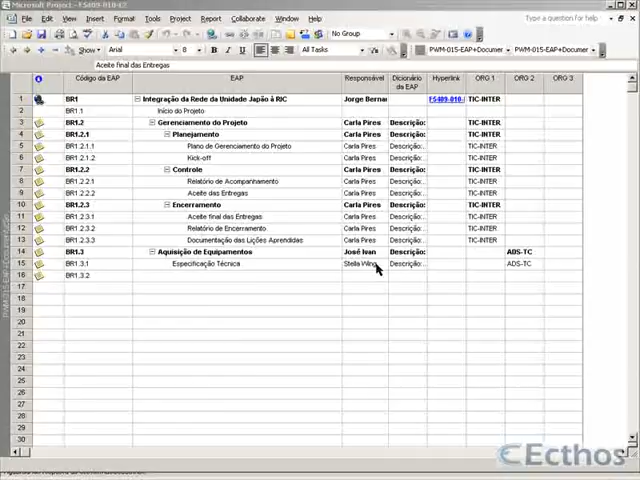 Microsoft Project - FS409-010-E2
File Edit View Insert Format Tools Project Report Collaborate Window Help
Type a question for help
No Group
Show Arial 8 All Tasks PWM-015-EAP+Documer PWM-015-EAP+Documer
Aceite final das Entregas
Código da EAP EAP Responsável Dicionário da EAP Hyperlink ORG 1 ORG 2 ORG 3
1 BR1 Integração da Rede da Unidade Japão à RIC Jorge Bernar FS409-010-I TIC-INTER
2 BR1.1 Início do Projeto
3 BR1.2 Gerenciamento do Projeto Carla Pires Descrição: TIC-INTER
4 BR1.2.1 Planejamento Carla Pires Descrição: TIC-INTER
5 BR1.2.1.1 Plano de Gerenciamento do Projeto Carla Pires Descrição:. TIC-INTER
6 BR1.2.1.2 Kick-off Carla Pires Descrição:. TIC-INTER
7 BR1.2.2 Controle Carla Pires Descrição: TIC-INTER
8 BR1.2.2.1 Relatório de Acompanhamento Carla Pires Descrição:. TIC-INTER
9 BR1.2.2.2 Aceite das Entregas Carla Pires Descrição:. TIC-INTER
10 BR1.2.3 Encerramento Carla Pires Descrição: TIC-INTER
11 BR1.2.3.1 Aceite final das Entregas Carla Pires Descrição:. TIC-INTER
12 BR1.2.3.2 Relatório de Encerramento Carla Pires Descrição:. TIC-INTER
13 BR1.2.3.3 Documentação das Lições Aprendidas Carla Pires Descrição:. TIC-INTER
14 BR1.3 Aquisição de Equipamentos José Ivan Descrição: ADS-TC
15 BR1.3.1 Especificação Técnica Stella Wing Descrição:. ADS-TC
16 BR1.3.2
17
18
19
20
21
22
23
24
25
26
27
28
29
30
Ecthos